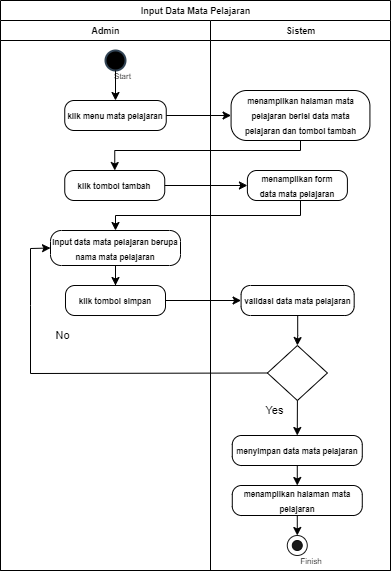 Input Data Mata Pelajaran
Admin
Sistem
Start
klik menu mata pelajaran
menampilkan halaman mata
pelajaran berisi data mata
pelajaran dan tombol tambah
klik tombol tambah
menampilkan form
data mata pelajaran
Input data mata pelajaran berupa
nama mata pelajaran
klik tombol simpan
validasi data mata pelajaran
No
Yes
menyimpan data mata pelajaran
menampilkan halaman mata
pelajaran
Finish